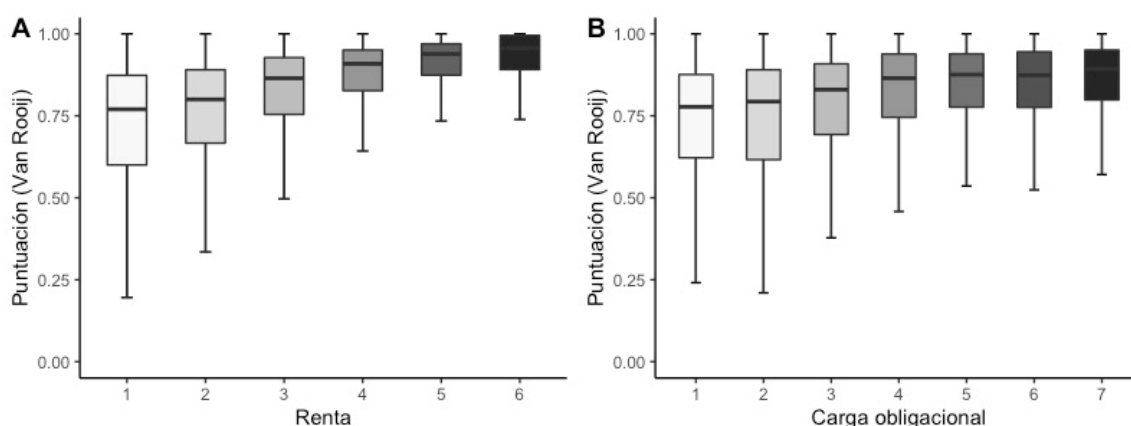 A
Puntuación (Van Rooij)
1.00
0.75
0.50
0.25
0.00
1 2 3 4 5 6
Renta
B
Puntuación (Van Rooij)
1.00
0.75
0.50
0.25
0.00
1 2 3 4 5 6 7
Carga obligacional